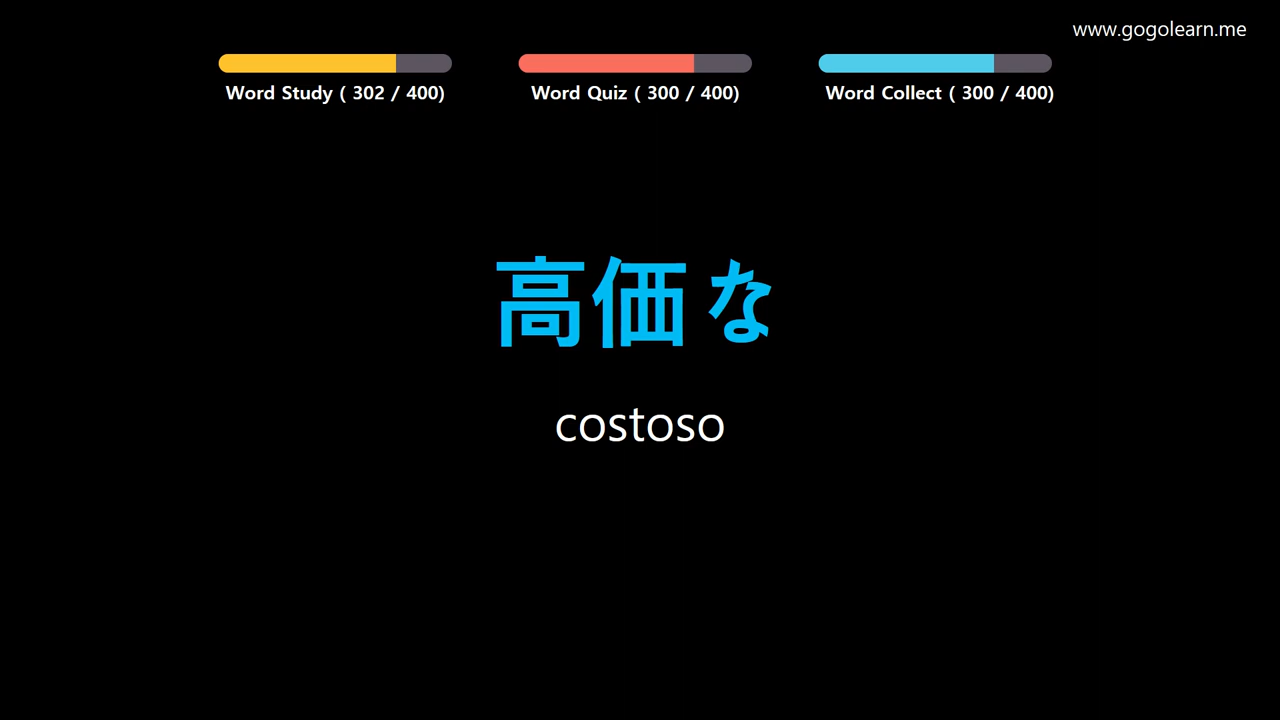 www.gogolearn.me
Word Study ( 302 / 400)
Word Quiz ( 300 / 400)
Word Collect ( 300 / 400)
高価な
costoso